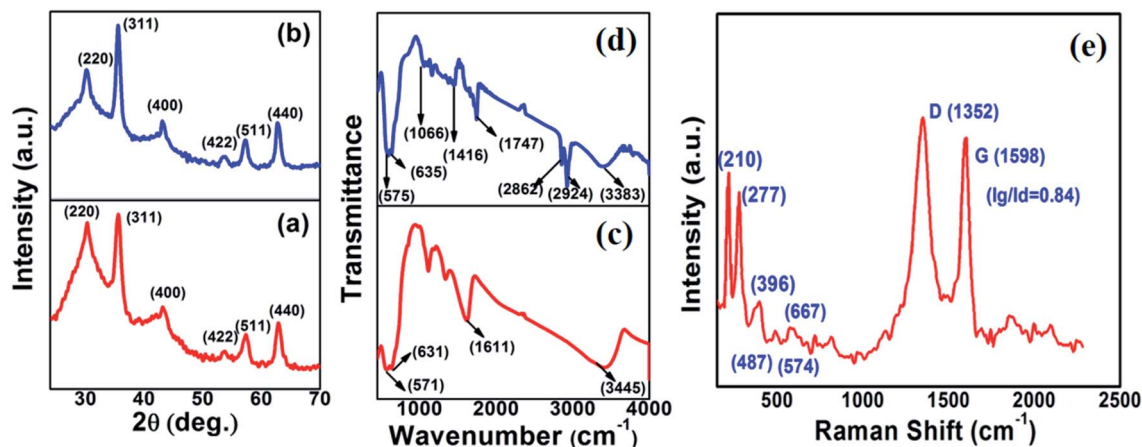 (b)
(311)
(220)
(400)
(422)
(511)
(440)
(a)
(220)
(311)
(400)
(422)
(511)
(440)
Intensity (a.u.)
20 30 40 50 60 70
2θ (deg.)
(d)
(1066)
(1416)
(1747)
(635)
(575)
(2862)
(2924)
(3383)
(c)
(631)
(571)
(1611)
(3445)
Transmittance
1000 2000 3000 4000
Wavenumber (cm-1)
(e)
D (1352)
G (1598)
(Ig/Id=0.84)
(210)
(277)
(396)
(667)
(487)
(574)
Intensity (a.u.)
500 1000 1500 2000 2500
Raman Shift (cm-1)